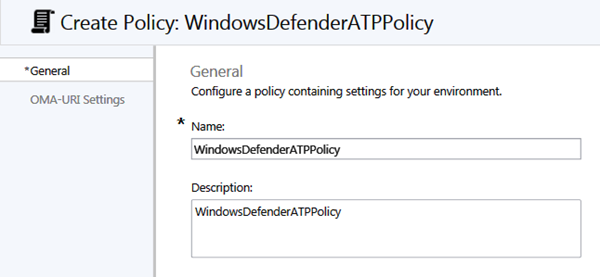 Create Policy: WindowsDefenderATPPolicy
*General
OMA-URI Settings
General
Configure a policy containing settings for your environment.
* Name:
WindowsDefenderATPPolicy
Description:
WindowsDefenderATPPolicy